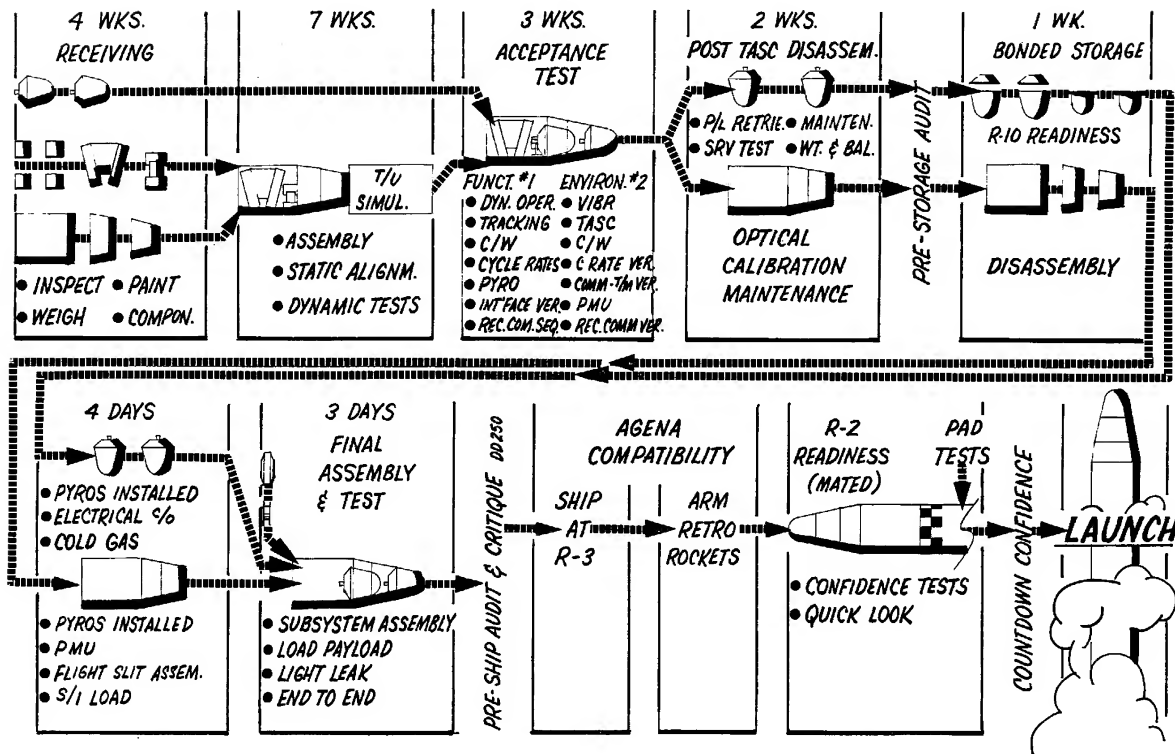 4 WKS.
RECEIVING
● INSPECT ● PAINT
● WEIGH ● COMPON.
7 WKS.
T/U
SIMUL.
● ASSEMBLY
● STATIC ALIGNM.
● DYNAMIC TESTS
3 WKS.
ACCEPTANCE
TEST
FUNCT. #1 ENVIRON. #2
● DYN. OPER. ● VIBR
● TRACKING ● TASC
● C/W ● C/W
● CYCLE RATES ● C RATE VER.
● PYRO ● COMM-T/M VER.
● INTFACE VER. ● PMU
● REC.COM.SEQ. ● REC.COMM VER.
2 WKS.
POST TASC DISASSEM.
● P/L RETRIE. ● MAINTEN.
● SRV TEST ● WT. & BAL.
OPTICAL
CALIBRATION
MAINTENANCE
PRE-STORAGE AUDIT
1 WK.
BONDED STORAGE
R-10 READINESS
DISASSEMBLY
4 DAYS
● PYROS INSTALLED
● ELECTRICAL C/O
● COLD GAS
● PYROS INSTALLED
● PMU
● FLIGHT SLIT ASSEM.
● S/I LOAD
3 DAYS
FINAL
ASSEMBLY
& TEST
● SUBSYSTEM ASSEMBLY
● LOAD PAYLOAD
● LIGHT LEAK
● END TO END
PRE-SHIP AUDIT & CRITIQUE DD250
AGENA
COMPATIBILITY
SHIP
AT
R-3
ARM
RETRO
ROCKETS
R-2
READINESS
(MATED)
PAD
TESTS
● CONFIDENCE TESTS
● QUICK LOOK
COUNTDOWN CONFIDENCE
LAUNCH